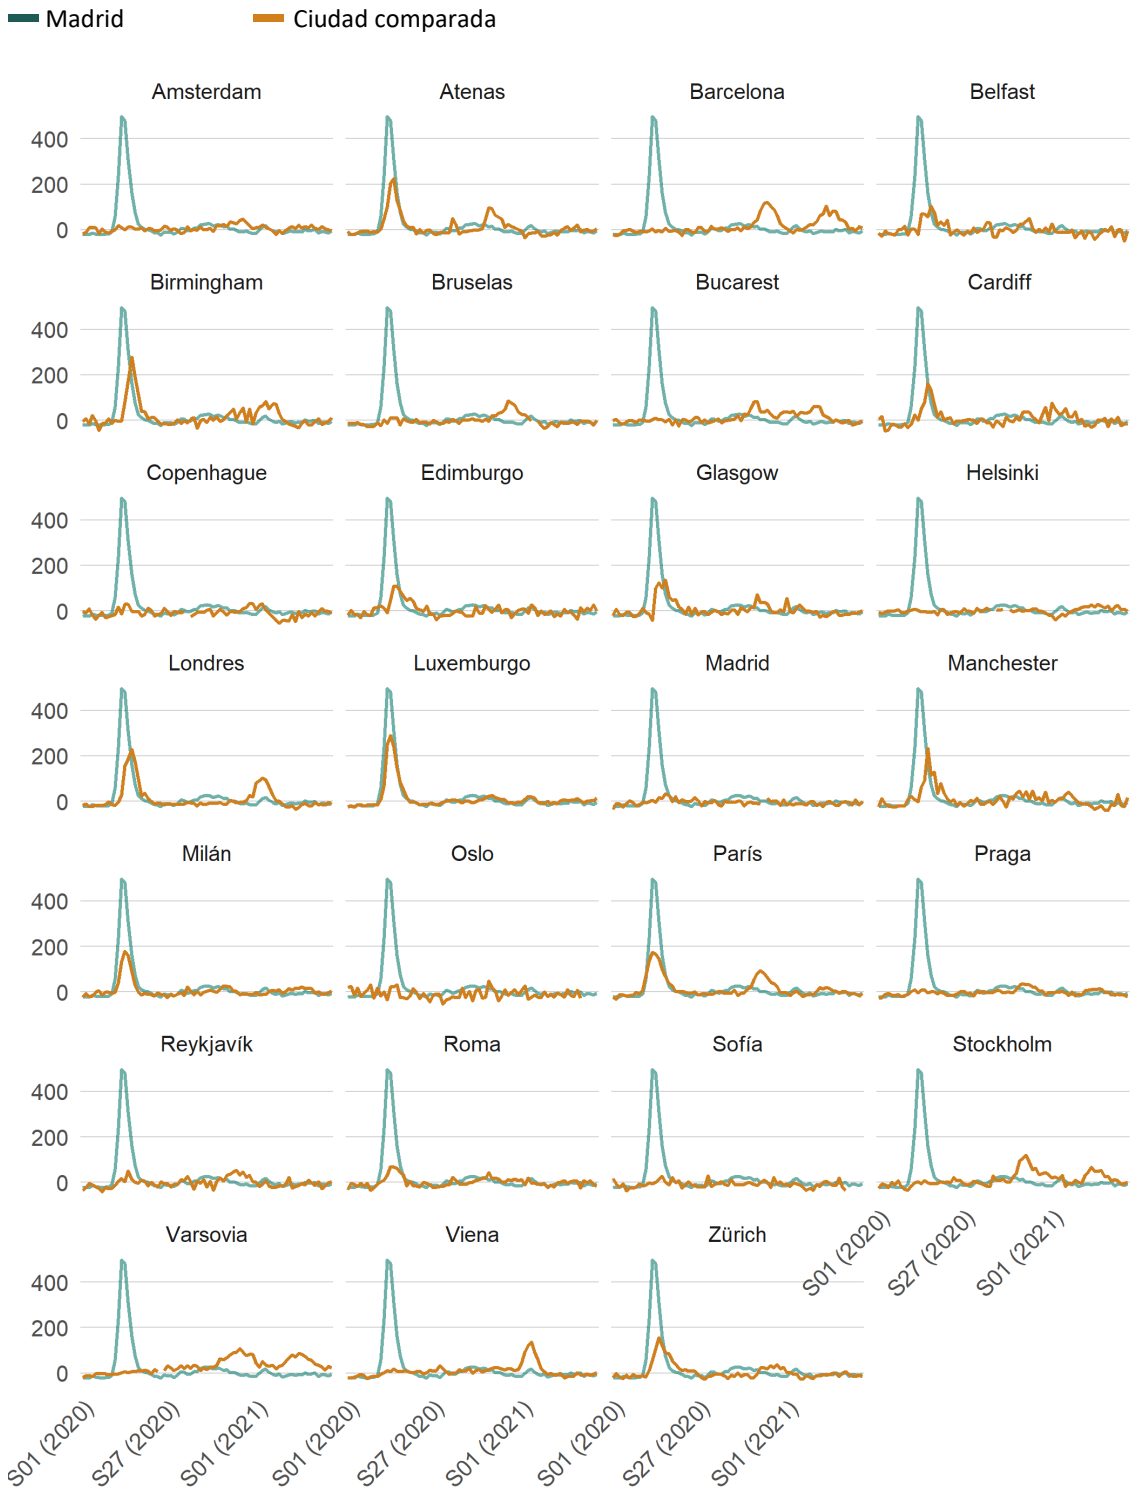 Madrid Ciudad comparada
Amsterdam Atenas Barcelona Belfast
400
200
0
Birmingham Bruselas Bucarest Cardiff
400
200
0
Copenhague Edimburgo Glasgow Helsinki
400
200
0
Londres Luxemburgo Madrid Manchester
400
200
0
Milán Oslo París Praga
400
200
0
Reykjavík Roma Sofía Stockholm
400
200
0
S01 (2020) S27 (2020) S01 (2021)
Varsovia Viena Zürich
400
200
0
S01 (2020) S27 (2020) S01 (2021) S01 (2020) S27 (2020) S01 (2021) S01 (2020) S27 (2020) S01 (2021)